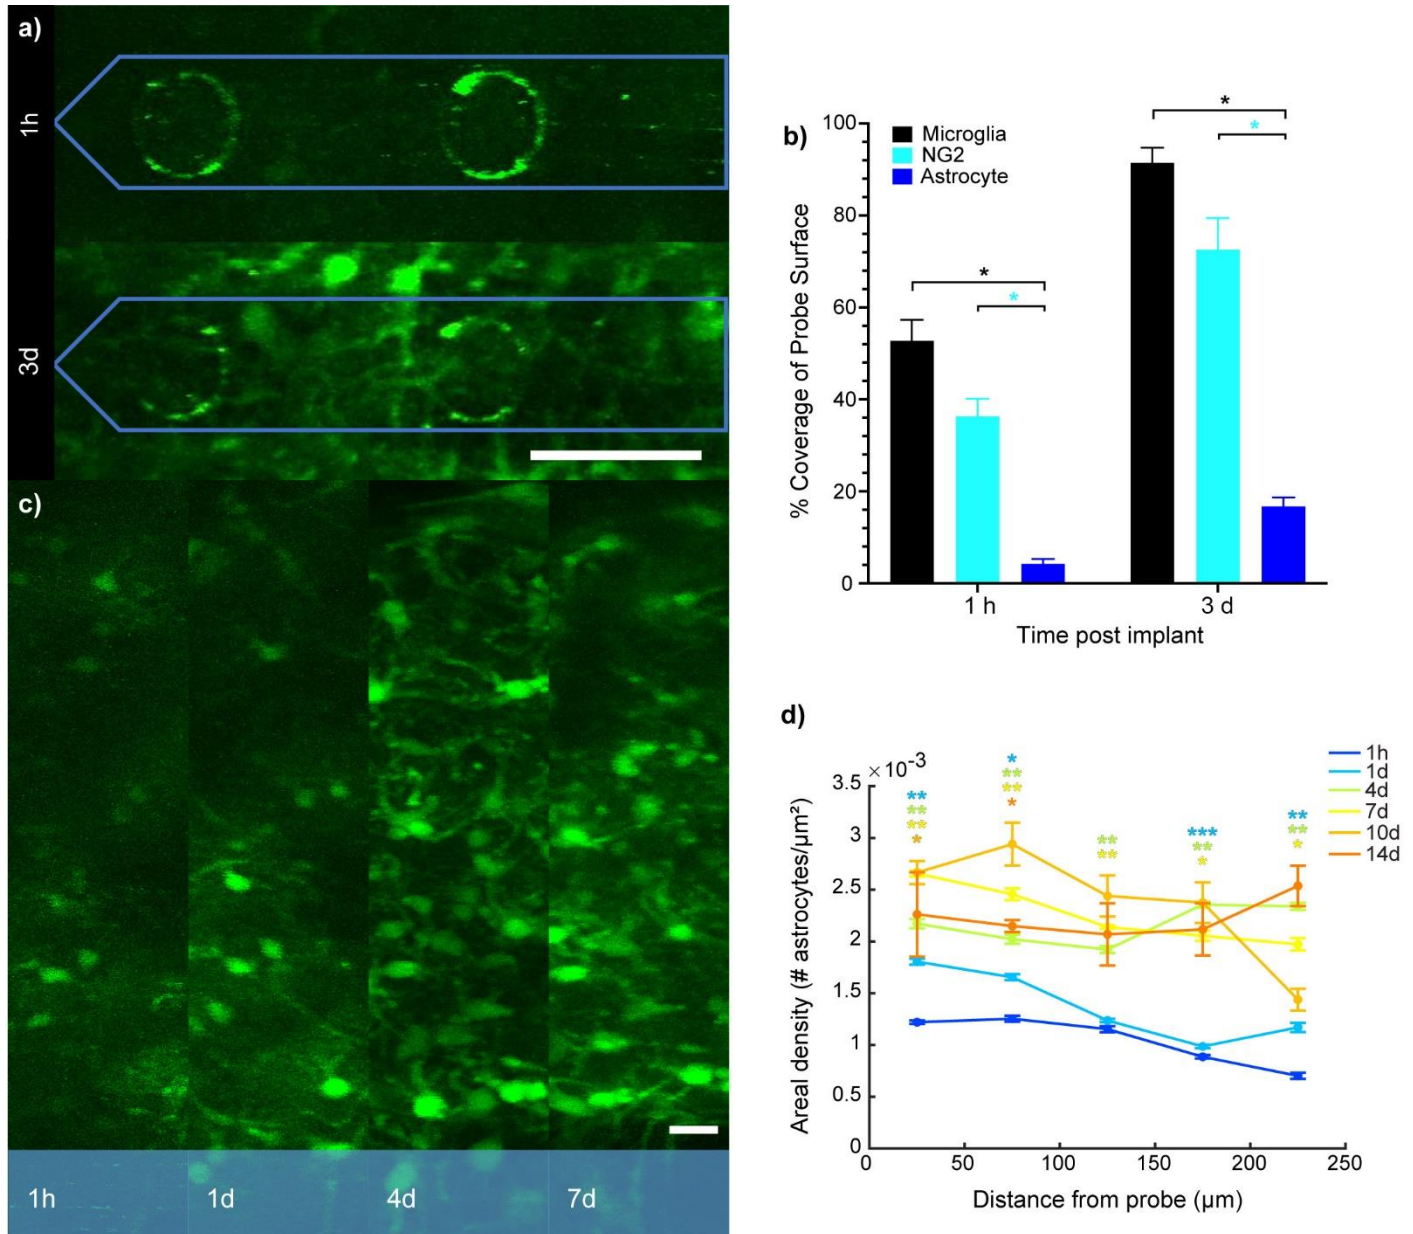 a)
1h
3d
c)
1h 1d 4d 7d
b)
Microglia
NG2
Astrocyte
*
*
*
*
100
80
60
40
20
0
% Coverage of Probe Surface
1 h 3 d
Time post implant
d)
× 10⁻³
3.5
3
2.5
2
1.5
1
0.5
0
Areal density (# astrocytes/µm²)
**
**
**
*
*
**
**
*
**
**
***
**
*
**
**
*
1h
1d
4d
7d
10d
14d
0 50 100 150 200 250
Distance from probe (µm)